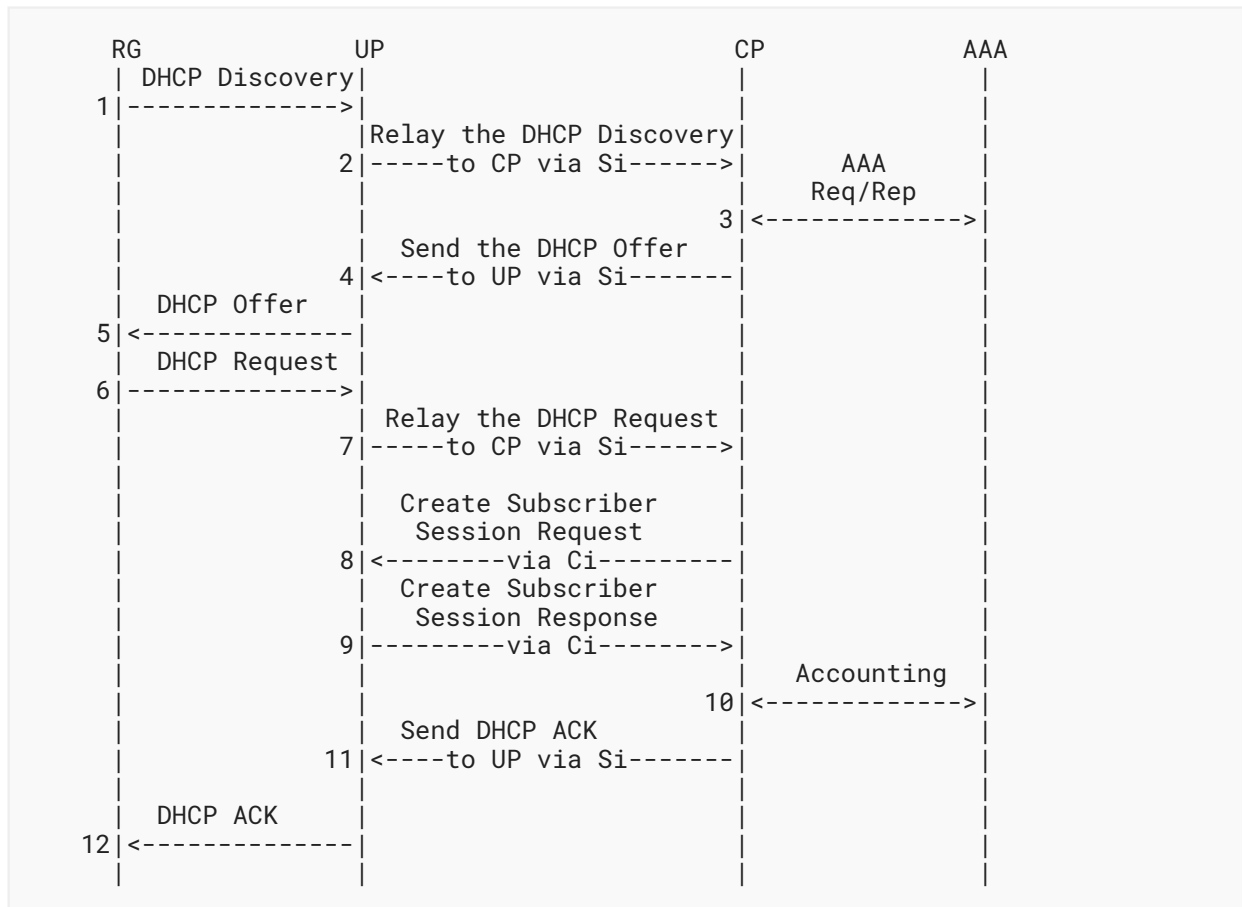 RG UP CP AAA
| DHCP Discovery| | |
1|-------------->| | |
| |Relay the DHCP Discovery| |
| 2|-----to CP via Si------>| AAA |
| | | Req/Rep |
| | 3|<------------->|
| | Send the DHCP Offer | |
| 4|<----to UP via Si-------| |
| DHCP Offer | | |
5|<--------------| | |
| DHCP Request | | |
6|-------------->| | |
| | Relay the DHCP Request | |
| 7|-----to CP via Si------>| |
| | | |
| | Create Subscriber | |
| | Session Request | |
| 8|<--------via Ci---------| |
| | Create Subscriber | |
| | Session Response | |
| 9|---------via Ci-------->| |
| | | Accounting |
| | 10|<------------->|
| | Send DHCP ACK | |
| 11|<----to UP via Si-------| |
| | | |
| DHCP ACK | | |
12|<--------------| | |
| | | |